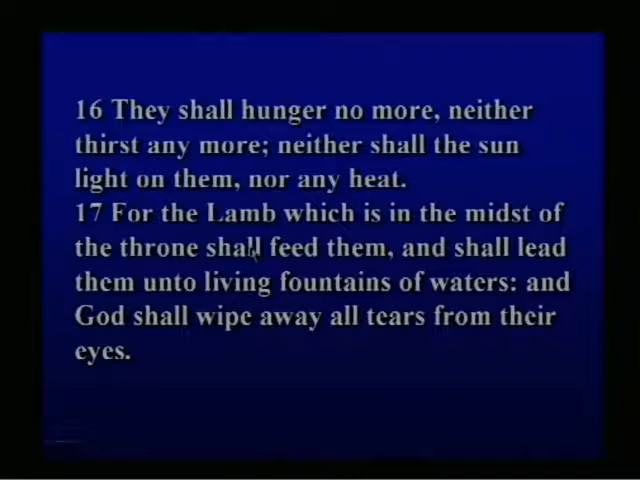 16 They shall hunger no more, neither
thirst any more; neither shall the sun
light on them, nor any heat.
17 For the Lamb which is in the midst of
the throne shall feed them, and shall lead
them unto living fountains of waters: and
God shall wipe away all tears from their
eyes.